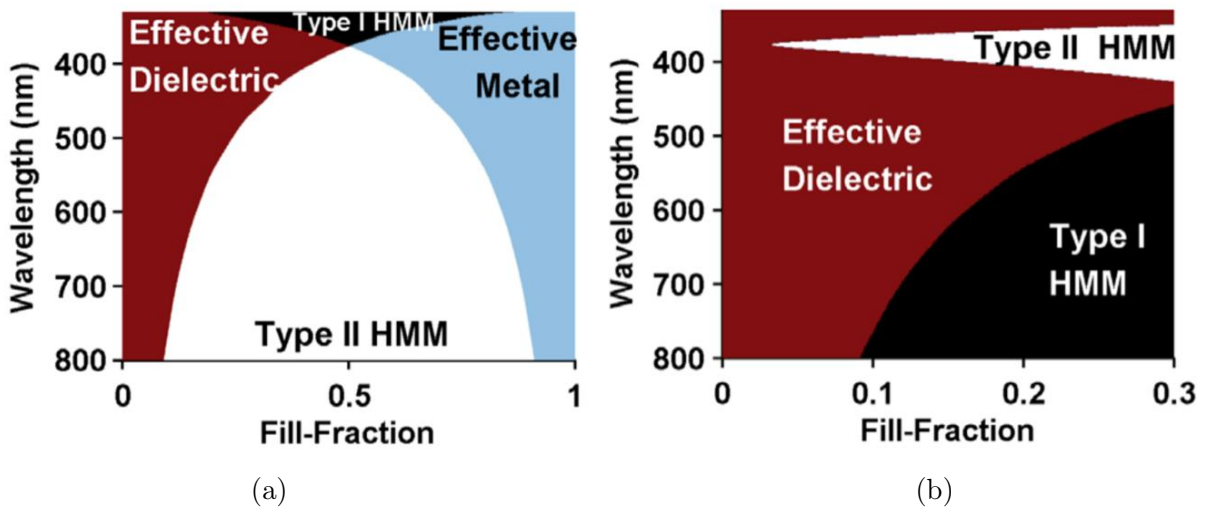 Wavelength (nm)
400
500
600
700
800
Effective
Dielectric
Type I HMM
Effective
Metal
Type II HMM
0
0.5
1
Fill-Fraction
(a)
Wavelength (nm)
400
500
600
700
800
Type II HMM
Effective
Dielectric
Type I
HMM
0
0.1
0.2
0.3
Fill-Fraction
(b)